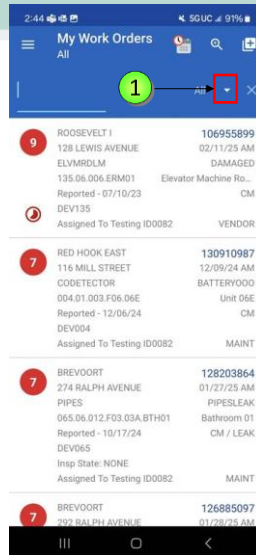 2:44 5GUC 91%
My Work Orders
All
1 All
9 ROOSEVELT I 106955899
128 LEWIS AVENUE 02/11/25 AM
ELVMRDLM DAMAGED
135.06.006.ERM01 Elevator Machine Ro...
Reported - 07/10/23 CM
DEV135
Assigned To Testing ID0082 VENDOR
7 RED HOOK EAST 130910987
116 MILL STREET 12/09/24 AM
CODETECTOR BATTERYOOO
004.01.003.F06.06E Unit 06E
Reported - 12/06/24 CM
DEV004
Assigned To Testing ID0082 MAINT
7 BREVOORT 128203864
274 RALPH AVENUE 01/27/25 AM
PIPES PIPESLEAK
065.06.012.F03.03A.BTH01 Bathroom 01
Reported - 10/17/24 CM / LEAK
DEV065
Insp State: NONE
Assigned To Testing ID0082 MAINT
7 BREVOORT 126885097
292 RALPH AVENUE 01/28/25 AM